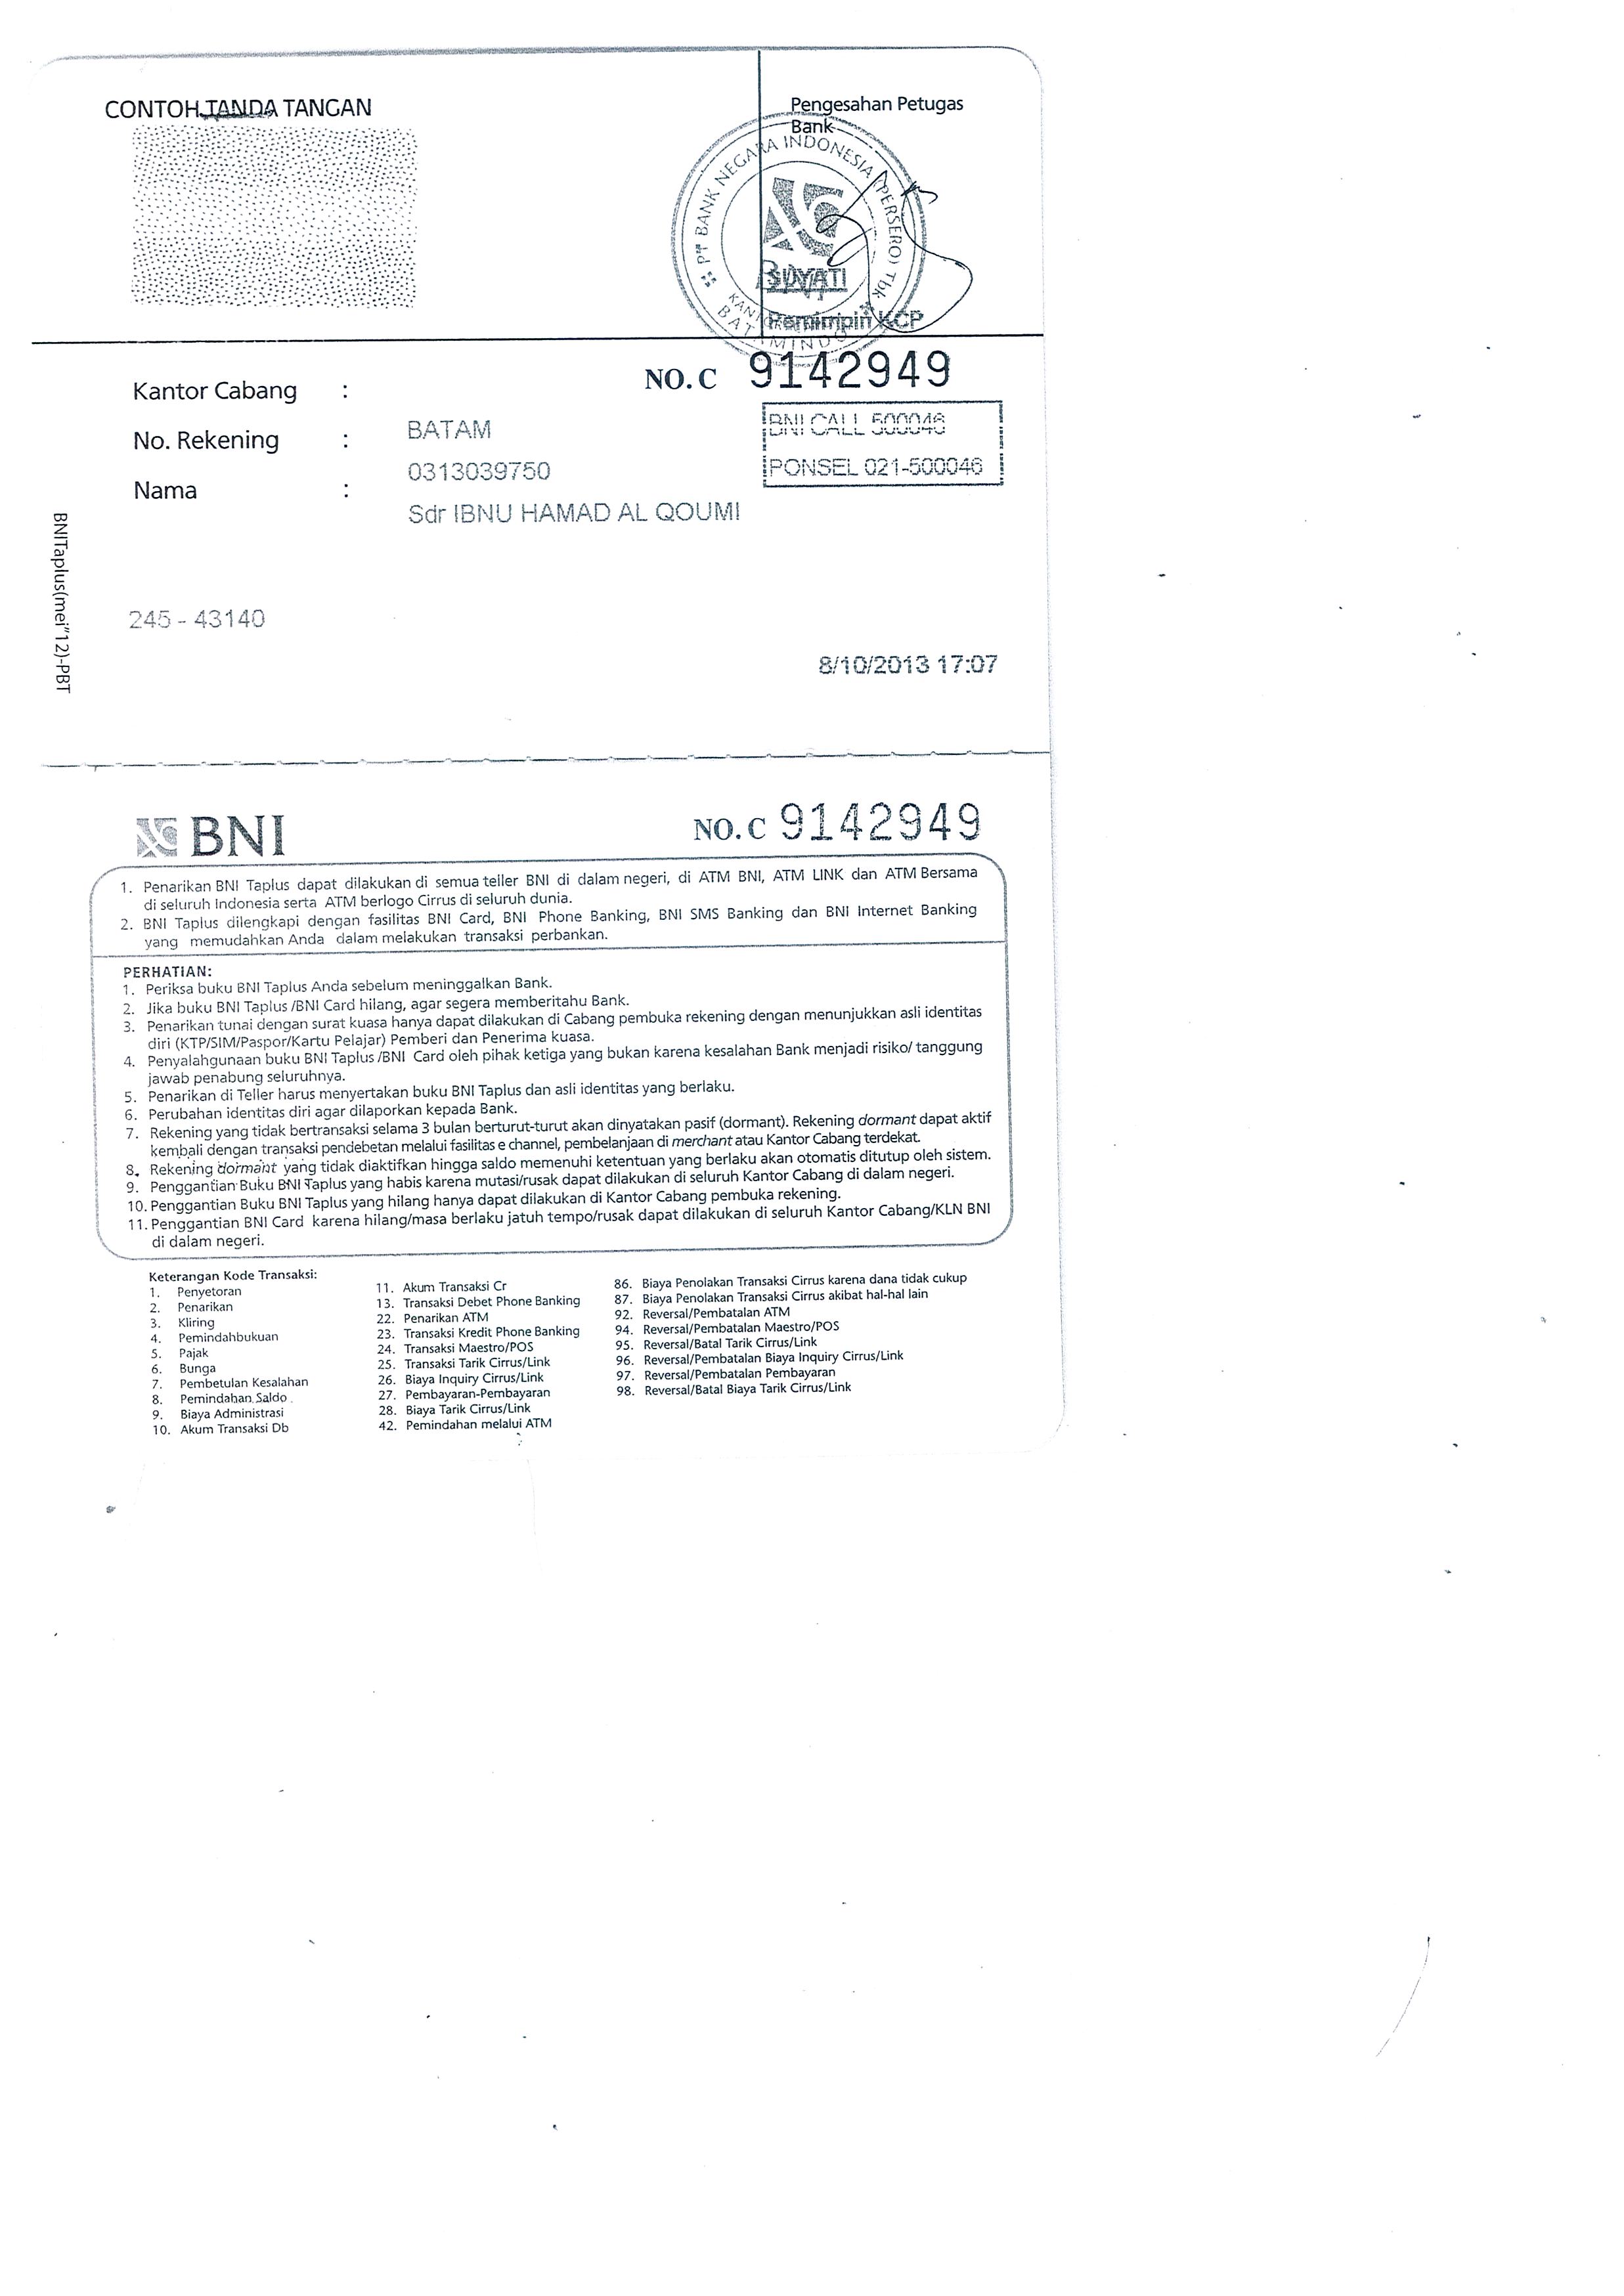 CONTOH TANDA TANGAN
Pengesahan Petugas
Bank
PT BANK NEGARA INDONESIA (PERSERO) Tbk
Pemimpin KCP
NO. C 9142949
Kantor Cabang :
No. Rekening :
Nama :
BATAM
0313039750
Sdr IBNU HAMAD AL QOUMI
BNI CALL 500046
PONSEL 021-500046
BNITaplus(mei"12)-PBT
245 - 43140
8/10/2013 17:07
BNI
NO. C 9142949
1. Penarikan BNI Taplus dapat dilakukan di semua teller BNI di dalam negeri, di ATM BNI, ATM LINK dan ATM Bersama
di seluruh Indonesia serta ATM berlogo Cirrus di seluruh dunia.
2. BNI Taplus dilengkapi dengan fasilitas BNI Card, BNI Phone Banking, BNI SMS Banking dan BNI Internet Banking
yang memudahkan Anda dalam melakukan transaksi perbankan.
PERHATIAN:
1. Periksa buku BNI Taplus Anda sebelum meninggalkan Bank.
2. Jika buku BNI Taplus /BNI Card hilang, agar segera memberitahu Bank.
3. Penarikan tunai dengan surat kuasa hanya dapat dilakukan di Cabang pembuka rekening dengan menunjukkan asli identitas
diri (KTP/SIM/Paspor/Kartu Pelajar) Pemberi dan Penerima kuasa.
4. Penyalahgunaan buku BNI Taplus /BNI Card oleh pihak ketiga yang bukan karena kesalahan Bank menjadi risiko/ tanggung
jawab penabung seluruhnya.
5. Penarikan di Teller harus menyertakan buku BNI Taplus dan asli identitas yang berlaku.
6. Perubahan identitas diri agar dilaporkan kepada Bank.
7. Rekening yang tidak bertransaksi selama 3 bulan berturut-turut akan dinyatakan pasif (dormant). Rekening dormant dapat aktif
kembali dengan transaksi pendebetan melalui fasilitas e channel, pembelanjaan di merchant atau Kantor Cabang terdekat.
8. Rekening dormant yang tidak diaktifkan hingga saldo memenuhi ketentuan yang berlaku akan otomatis ditutup oleh sistem.
9. Penggantian Buku BNI Taplus yang habis karena mutasi/rusak dapat dilakukan di seluruh Kantor Cabang di dalam negeri.
10. Penggantian Buku BNI Taplus yang hilang hanya dapat dilakukan di Kantor Cabang pembuka rekening.
11. Penggantian BNI Card karena hilang/masa berlaku jatuh tempo/rusak dapat dilakukan di seluruh Kantor Cabang/KLN BNI
di dalam negeri.
Keterangan Kode Transaksi:
1. Penyetoran
2. Penarikan
3. Kliring
4. Pemindahbukuan
5. Pajak
6. Bunga
7. Pembetulan Kesalahan
8. Pemindahan Saldo
9. Biaya Administrasi
10. Akum Transaksi Db
11. Akum Transaksi Cr
13. Transaksi Debet Phone Banking
22. Penarikan ATM
23. Transaksi Kredit Phone Banking
24. Transaksi Maestro/POS
25. Transaksi Tarik Cirrus/Link
26. Biaya Inquiry Cirrus/Link
27. Pembayaran-Pembayaran
28. Biaya Tarik Cirrus/Link
42. Pemindahan melalui ATM
86. Biaya Penolakan Transaksi Cirrus karena dana tidak cukup
87. Biaya Penolakan Transaksi Cirrus akibat hal-hal lain
92. Reversal/Pembatalan ATM
94. Reversal/Pembatalan Maestro/POS
95. Reversal/Batal Tarik Cirrus/Link
96. Reversal/Pembatalan Biaya Inquiry Cirrus/Link
97. Reversal/Pembatalan Pembayaran
98. Reversal/Batal Biaya Tarik Cirrus/Link